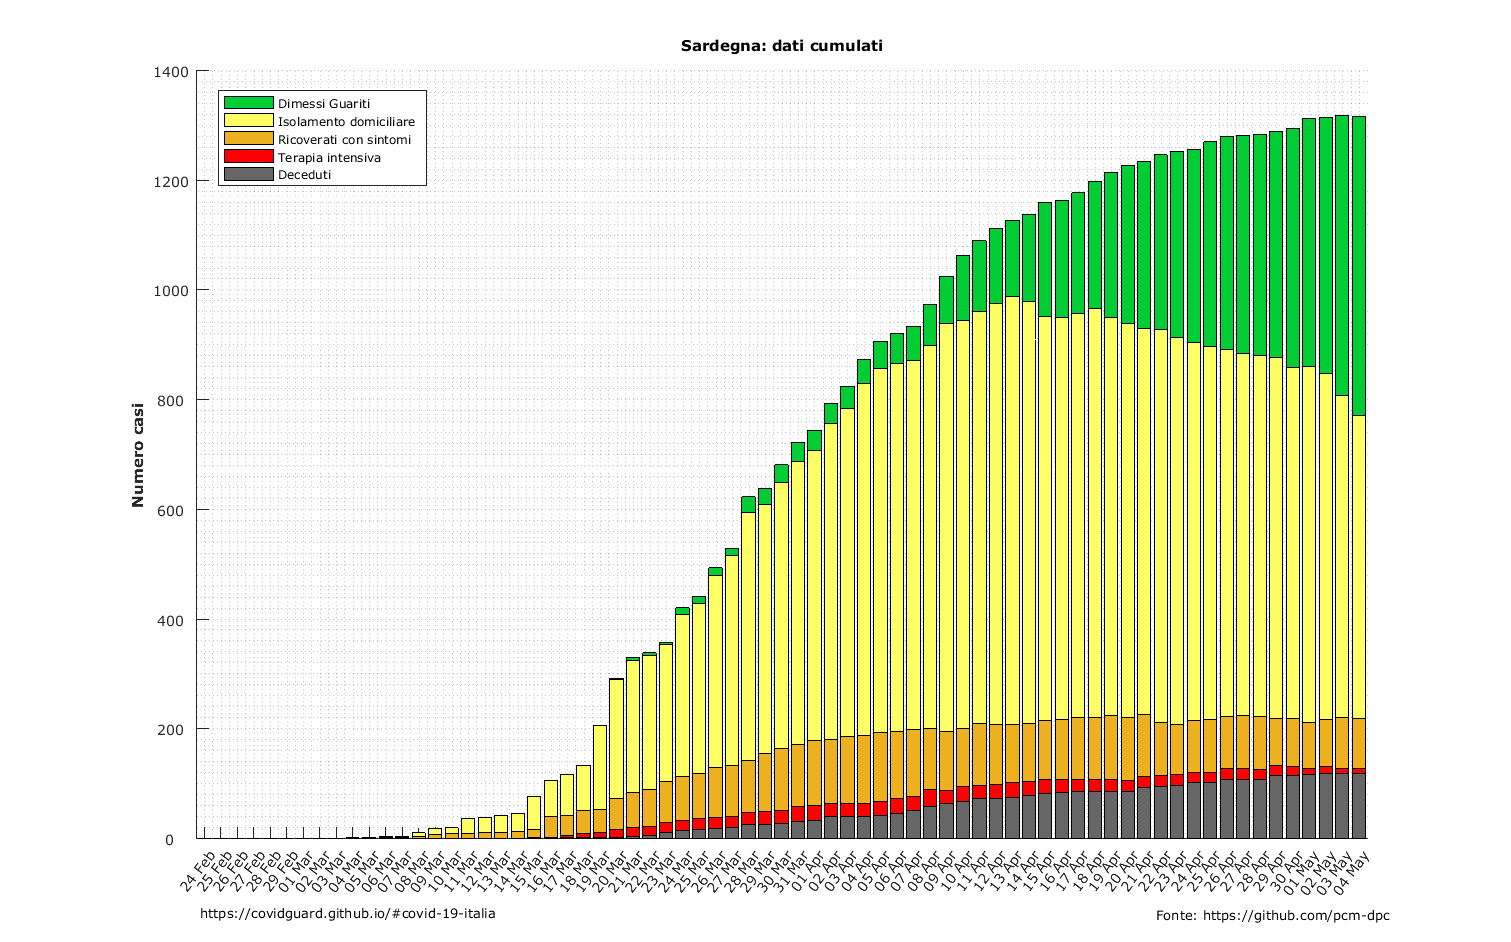 Sardegna: dati cumulati
Numero casi
1400
1200
1000
800
600
400
200
0
Dimessi Guariti
Isolamento domiciliare
Ricoverati con sintomi
Terapia intensiva
Deceduti
24 Feb
25 Feb
26 Feb
27 Feb
28 Feb
29 Feb
01 Mar
02 Mar
03 Mar
04 Mar
05 Mar
06 Mar
07 Mar
08 Mar
09 Mar
10 Mar
11 Mar
12 Mar
13 Mar
14 Mar
15 Mar
16 Mar
17 Mar
18 Mar
19 Mar
20 Mar
21 Mar
22 Mar
23 Mar
24 Mar
25 Mar
26 Mar
27 Mar
28 Mar
29 Mar
30 Mar
31 Mar
01 Apr
02 Apr
03 Apr
04 Apr
05 Apr
06 Apr
07 Apr
08 Apr
09 Apr
10 Apr
11 Apr
12 Apr
13 Apr
14 Apr
15 Apr
16 Apr
17 Apr
18 Apr
19 Apr
20 Apr
21 Apr
22 Apr
23 Apr
24 Apr
25 Apr
26 Apr
27 Apr
28 Apr
29 Apr
30 Apr
01 May
02 May
03 May
04 May
https://covidguard.github.io/#covid-19-italia
Fonte: https://github.com/pcm-dpc